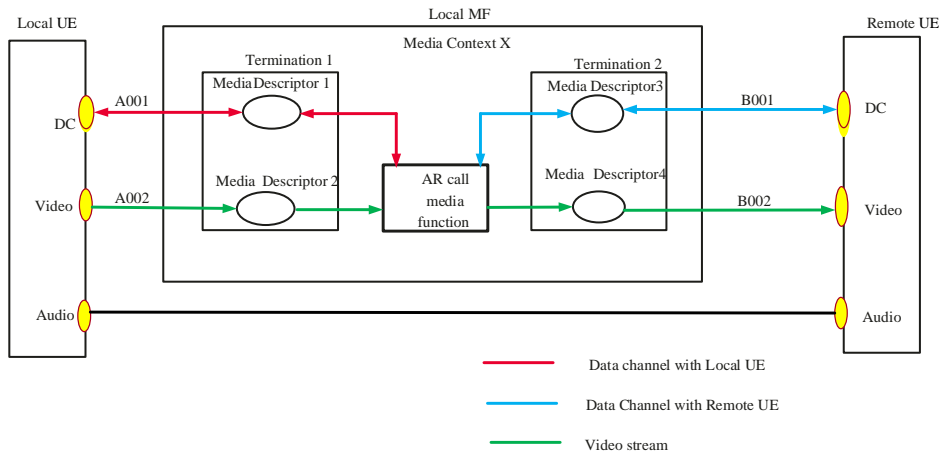 Local UE
Local MF
Remote UE
Media Context X
Termination 1
Termination 2
MediaDescriptor 1
Media Descriptor3
A001
B001
DC
DC
AR call
media
function
Media Descriptor 2
Media Descriptor4
A002
B002
Video
Video
Audio
Audio
Data channel with Local UE
Data Channel with Remote UE
Video stream